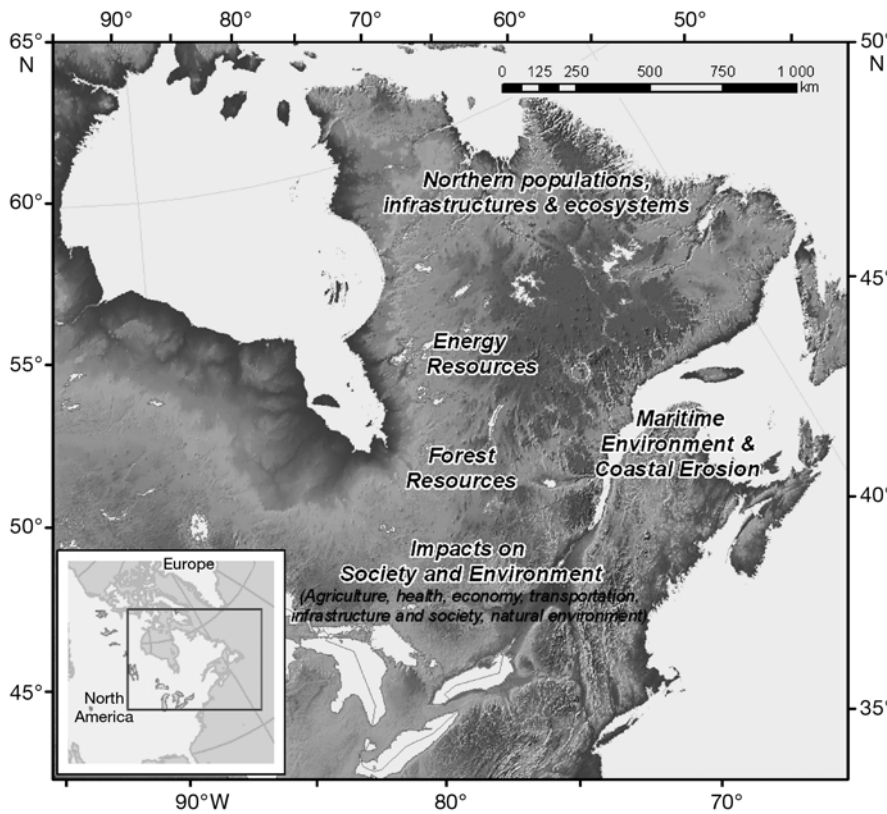 90° 80° 70° 60° 50°
65°
N
50°
N
0 125 250 500 750 1 000
km
Northern populations,
infrastructures & ecosystems
60°
45°
Energy
Resources
55°
Maritime
Environment &
Coastal Erosion
Forest
Resources
40°
50°
Impacts on
Society and Environment
(Agriculture, health, economy, transportation,
infrastructure and society, natural environment)
Europe
North
America
45°
35°
90°W 80° 70°